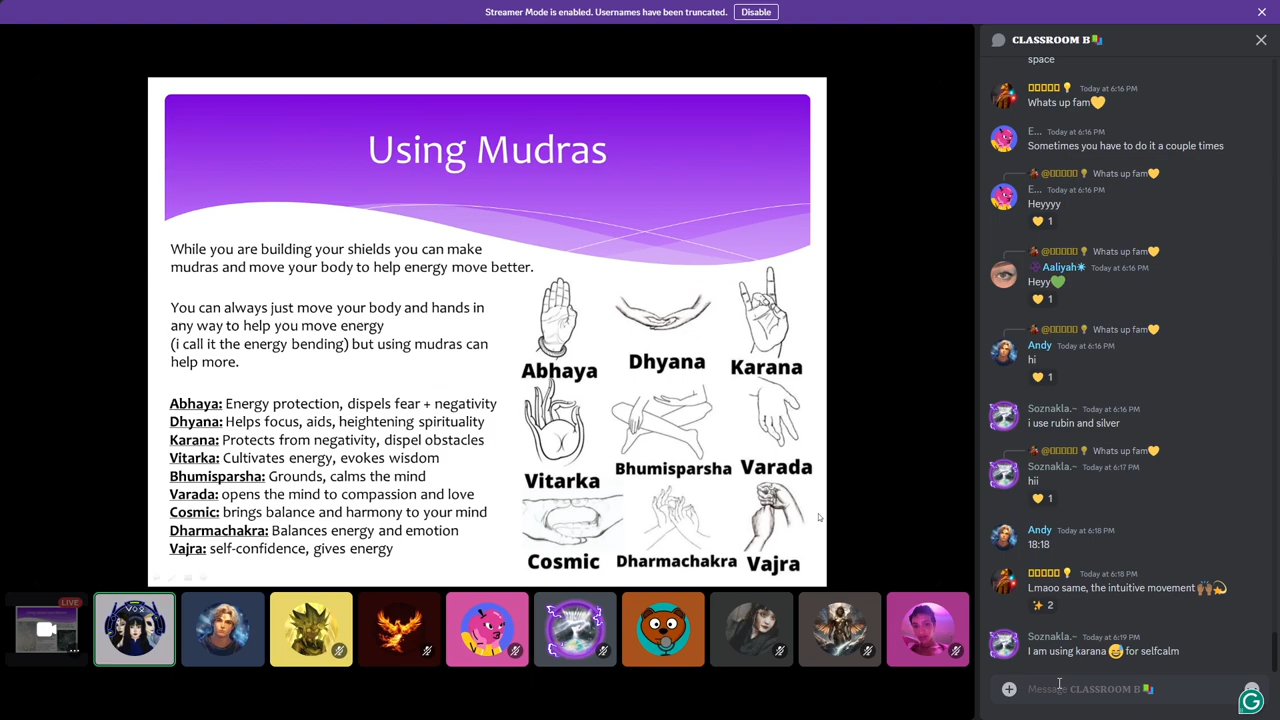 Streamer Mode is enabled. Usernames have been truncated.
Disable
CLASSROOM B
space
Today at 6:16 PM
Whats up fam💛
E... Today at 6:16 PM
Sometimes you have to do it a couple times
Whats up fam💛
E... Today at 6:16 PM
Heyyyy
💛 1
Whats up fam💛
Aaliyah Today at 6:16 PM
Heyy💚
💛 1
Whats up fam💛
Andy Today at 6:16 PM
hi
💛 1
Soznakla.~ Today at 6:16 PM
i use rubin and silver
Whats up fam💛
Soznakla.~ Today at 6:17 PM
hii
💛 1
Andy Today at 6:18 PM
18:18
Today at 6:18 PM
Lmaoo same, the intuitive movement 🙌🏾💫
✨ 2
Soznakla.~ Today at 6:19 PM
I am using karana 😅 for selfcalm
Message CLASSROOM B
Using Mudras
While you are building your shields you can make
mudras and move your body to help energy move better.
You can always just move your body and hands in
any way to help you move energy
(i call it the energy bending) but using mudras can
help more.
Abhaya: Energy protection, dispels fear + negativity
Dhyana: Helps focus, aids, heightening spirituality
Karana: Protects from negativity, dispel obstacles
Vitarka: Cultivates energy, evokes wisdom
Bhumisparsha: Grounds, calms the mind
Varada: opens the mind to compassion and love
Cosmic: brings balance and harmony to your mind
Dharmachakra: Balances energy and emotion
Vajra: self-confidence, gives energy
Abhaya
Dhyana
Karana
Vitarka
Bhumisparsha
Varada
Cosmic
Dharmachakra
Vajra
LIVE
VOX